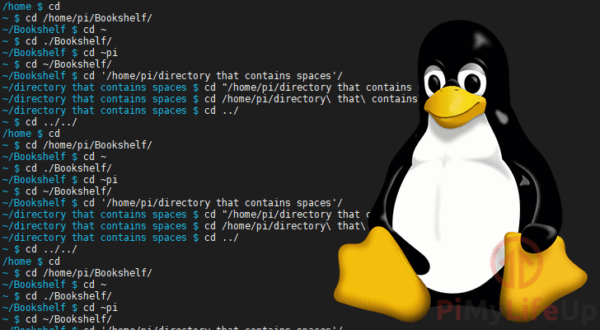 /home $ cd
~ $ cd /home/pi/Bookshelf/
~/Bookshelf $ cd ~
~ $ cd ./Bookshelf/
~/Bookshelf $ cd ~pi
~ $ cd ~/Bookshelf/
~/Bookshelf $ cd '/home/pi/directory that contains spaces'/
~/directory that contains spaces $ cd "/home/pi/directory that contains
~/directory that contains spaces $ cd /home/pi/directory\ that\ contains
~/directory that contains spaces $ cd ../
~ $ cd ../../
/home $ cd
~ $ cd /home/pi/Bookshelf/
~/Bookshelf $ cd ~
~ $ cd ./Bookshelf/
~/Bookshelf $ cd ~pi
~ $ cd ~/Bookshelf/
~/Bookshelf $ cd '/home/pi/directory that contains spaces'/
~/directory that contains spaces $ cd "/home/pi/directory that
~/directory that contains spaces $ cd /home/pi/directory\ that\
~/directory that contains spaces $ cd ../
~ $ cd ../../
/home $ cd
~ $ cd /home/pi/Bookshelf/
~/Bookshelf $ cd ~
~ $ cd ./Bookshelf/
~/Bookshelf $ cd ~pi
~ $ cd ~/Bookshelf/
~/Bookshelf $ cd '/home/pi/directory that contains spaces'/
PiMyLifeUp